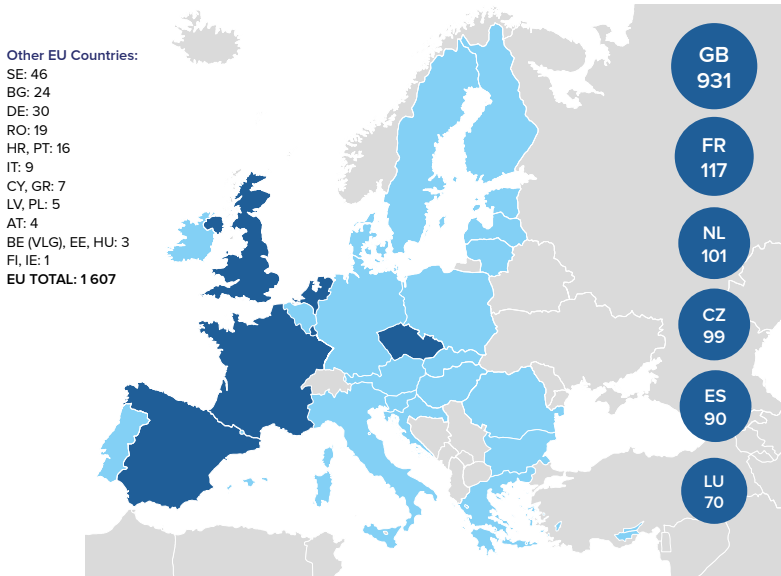 Other EU Countries:
SE: 46
BG: 24
DE: 30
RO: 19
HR, PT: 16
IT: 9
CY, GR: 7
LV, PL: 5
AT: 4
BE (VLG), EE, HU: 3
FI, IE: 1
EU TOTAL: 1 607
GB
931
FR
117
NL
101
CZ
99
ES
90
LU
70